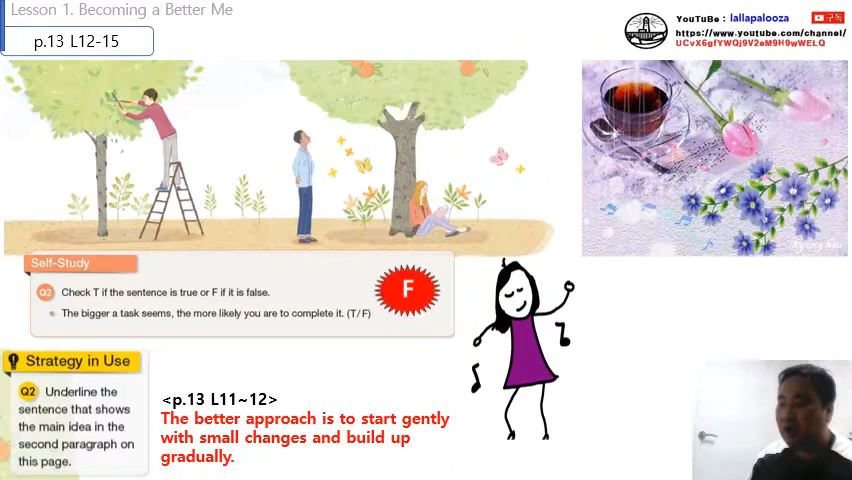 Lesson 1. Becoming a Better Me
p.13 L12-15
YouTuBe : lallapalooza
구독
https://www.youtube.com/channel/
UCvX6gfYWQj9V2eM9H9wWELQ
Self-Study
Q2 Check T if the sentence is true or F if it is false.
The bigger a task seems, the more likely you are to complete it. (T/F)
F
Strategy in Use
Q2 Underline the
sentence that shows
the main idea in the
second paragraph on
this page.
<p.13 L11~12>
The better approach is to start gently
with small changes and build up
gradually.